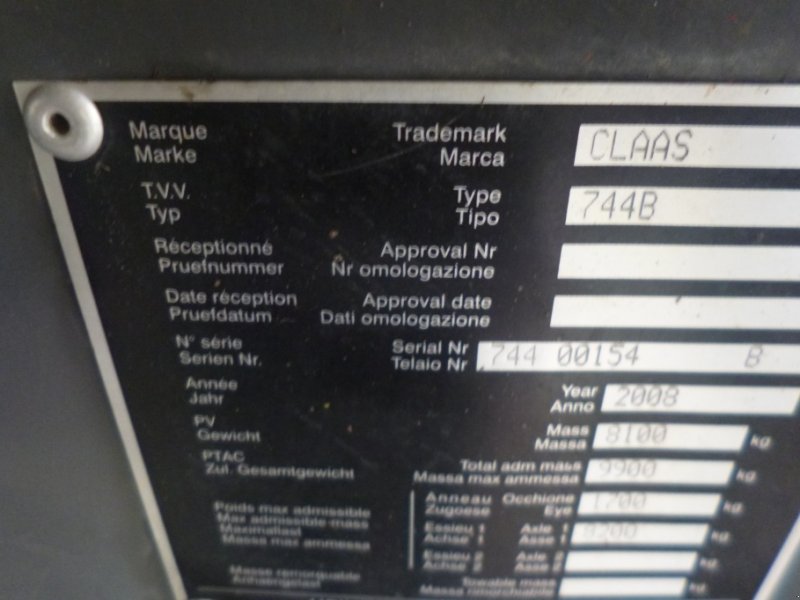 Marque Trademark CLAAS
Marke Marca
T.V.V. Type 744B
Typ Tipo
Réceptionné Approval Nr
Pruefnummer Nr omologazione
Date réception Approval date
Pruefdatum Dati omologazione
N° série Serial Nr 744 00154 B
Serien Nr. Telaio Nr
Année Year 2008
Jahr Anno
PV Mass 8100 kg
Gewicht Massa
PTAC Total adm mass 9900 kg
Zul. Gesamtgewicht Massa max ammessa
Anneau Occhione 1700 kg
Poids max admissible Zugoese Eye
Max admissible mass Essieu 1 Axle 1 kg
Maximallast Achse 1 Asse 1
Massa max ammessa Essieu 2 Axle 2 kg
Achse 2 Asse 2
Masse remorquable Towable mass kg
Anhaengelast Massa rimorchiabile